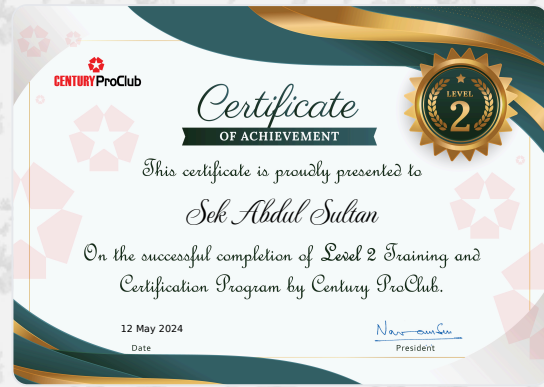 CENTURY ProClub
LEVEL
2
Certificate
OF ACHIEVEMENT
This certificate is proudly presented to
Sek Abdul Sultan
On the successful completion of Level 2 Training and
Certification Program by Century ProClub.
12 May 2024
Date
President